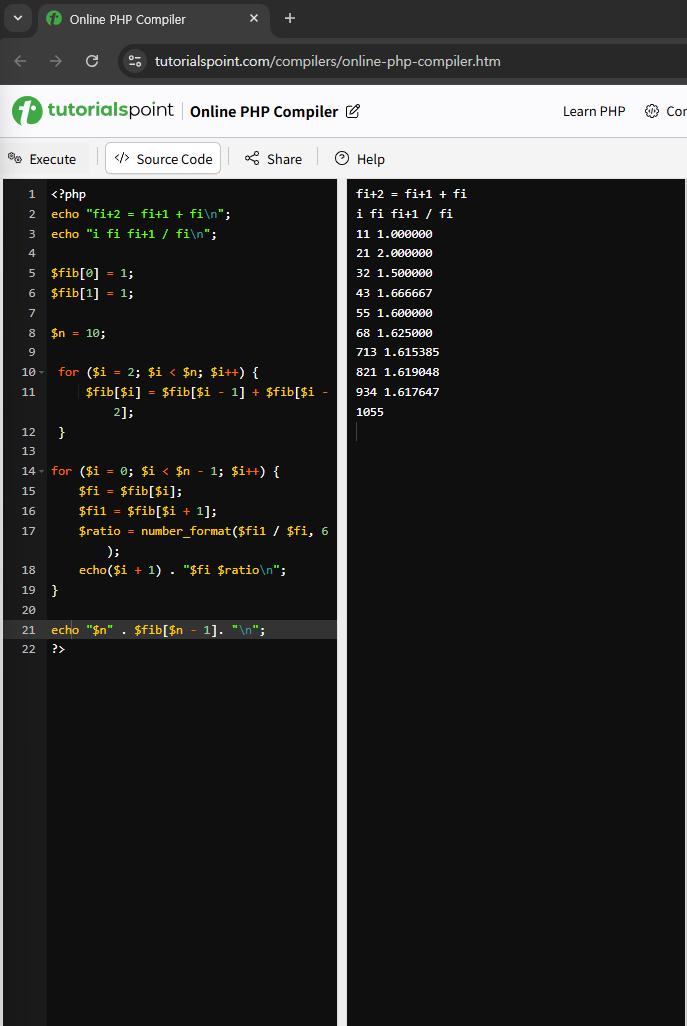 Online PHP Compiler
tutorialspoint.com/compilers/online-php-compiler.htm
tutorialspoint
Online PHP Compiler
Learn PHP
Execute
Source Code
Share
Help
1 <?php
2 echo "fi+2 = fi+1 + fi\n";
3 echo "i fi fi+1 / fi\n";
4
5 $fib[0] = 1;
6 $fib[1] = 1;
7
8 $n = 10;
9
10 for ($i = 2; $i < $n; $i++) {
11 $fib[$i] = $fib[$i - 1] + $fib[$i -
2];
12 }
13
14 for ($i = 0; $i < $n - 1; $i++) {
15 $fi = $fib[$i];
16 $fi1 = $fib[$i + 1];
17 $ratio = number_format($fi1 / $fi, 6
);
18 echo($i + 1) . "$fi $ratio\n";
19 }
20
21 echo "$n" . $fib[$n - 1]. "\n";
22 ?>
fi+2 = fi+1 + fi
i fi fi+1 / fi
11 1.000000
21 2.000000
32 1.500000
43 1.666667
55 1.600000
68 1.625000
713 1.615385
821 1.619048
934 1.617647
1055